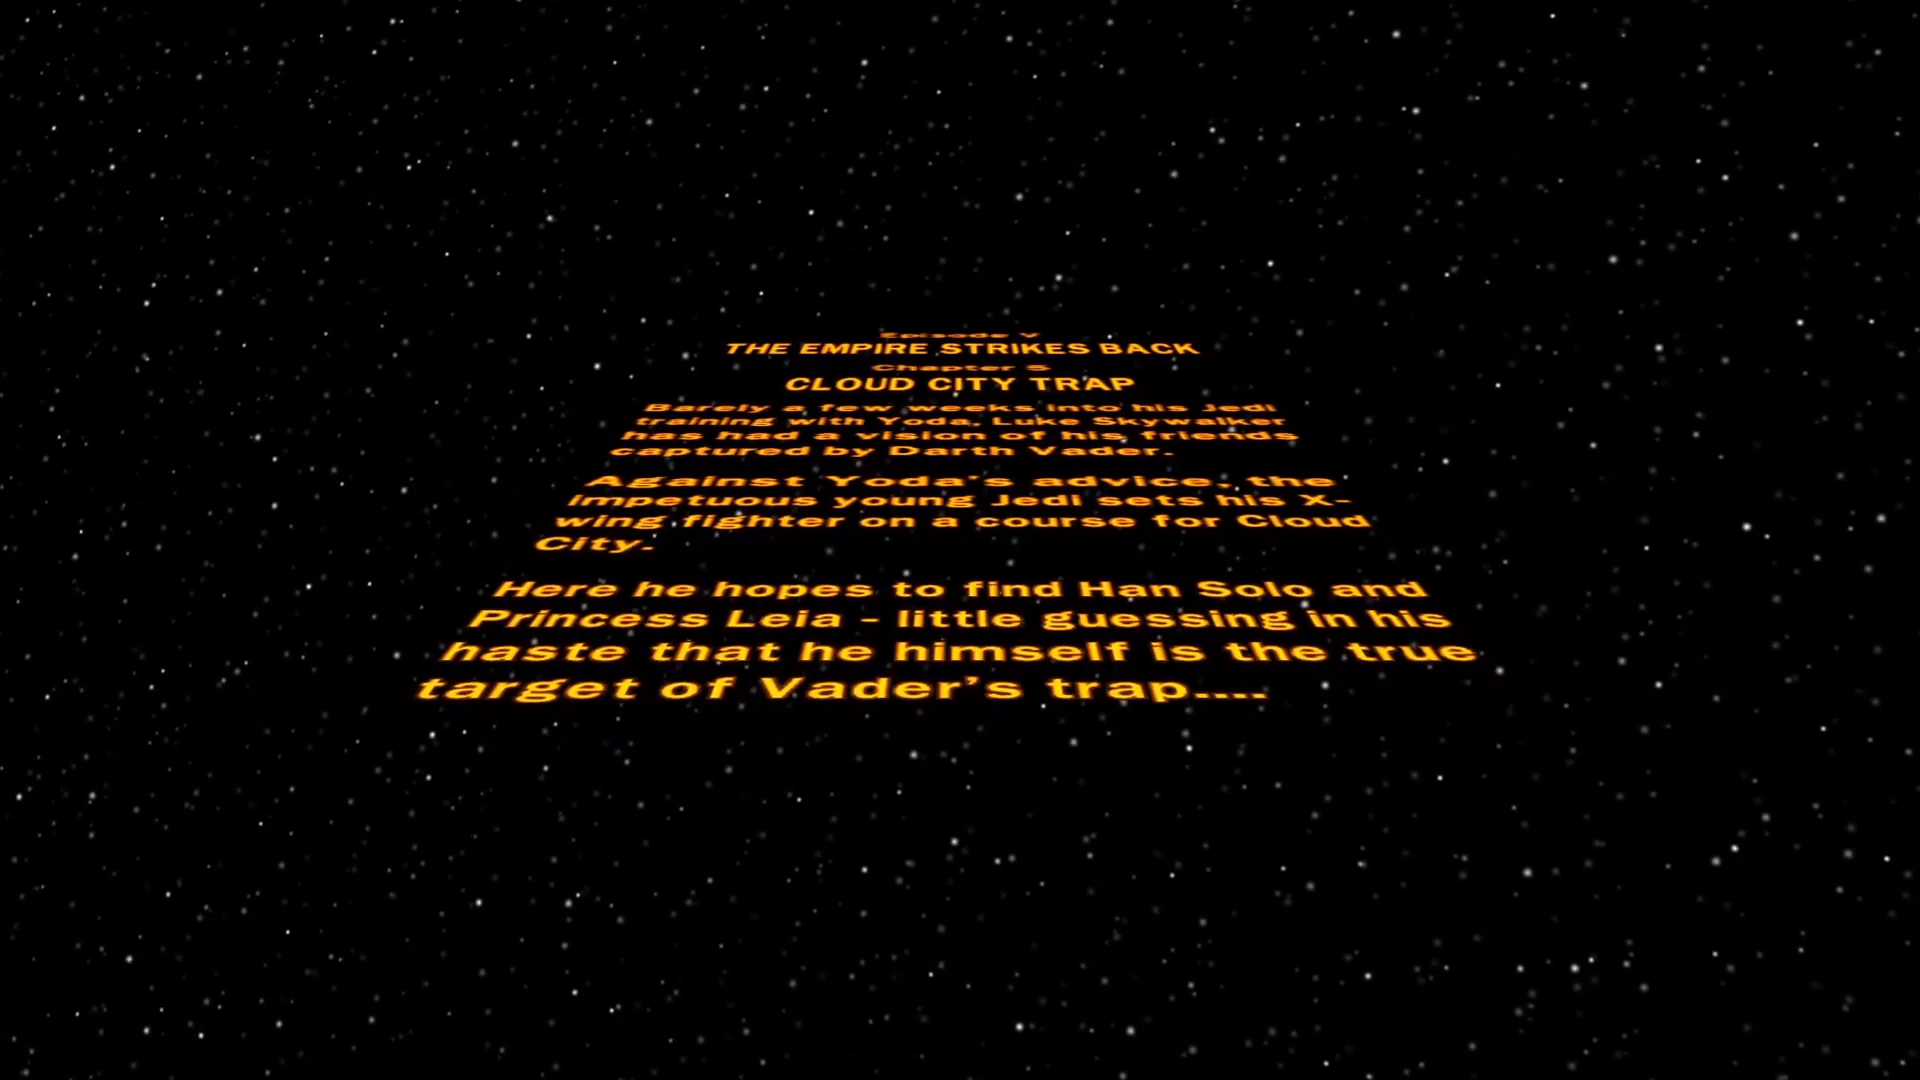 Episode V
THE EMPIRE STRIKES BACK
Chapter 5
CLOUD CITY TRAP
Barely a few weeks into his Jedi
training with Yoda, Luke Skywalker
has had a vision of his friends
captured by Darth Vader.
Against Yoda's advice, the
impetuous young Jedi sets his X-
wing fighter on a course for Cloud
City.
Here he hopes to find Han Solo and
Princess Leia - little guessing in his
haste that he himself is the true
target of Vader's trap....